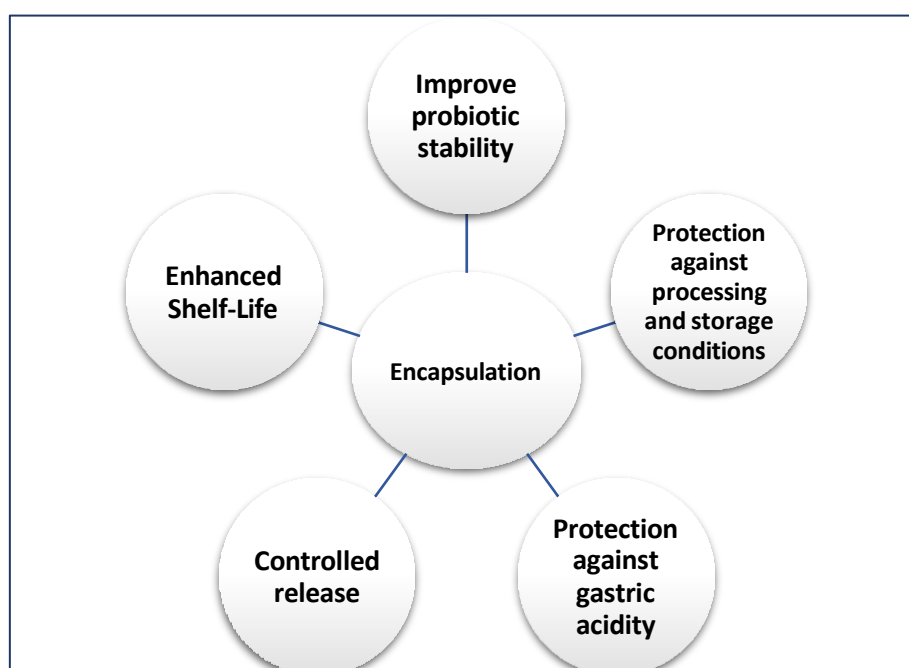 Improve
probiotic
stability
Enhanced
Shelf-Life
Protection
against
processing
and storage
conditions
Encapsulation
Controlled
release
Protection
against
gastric
acidity